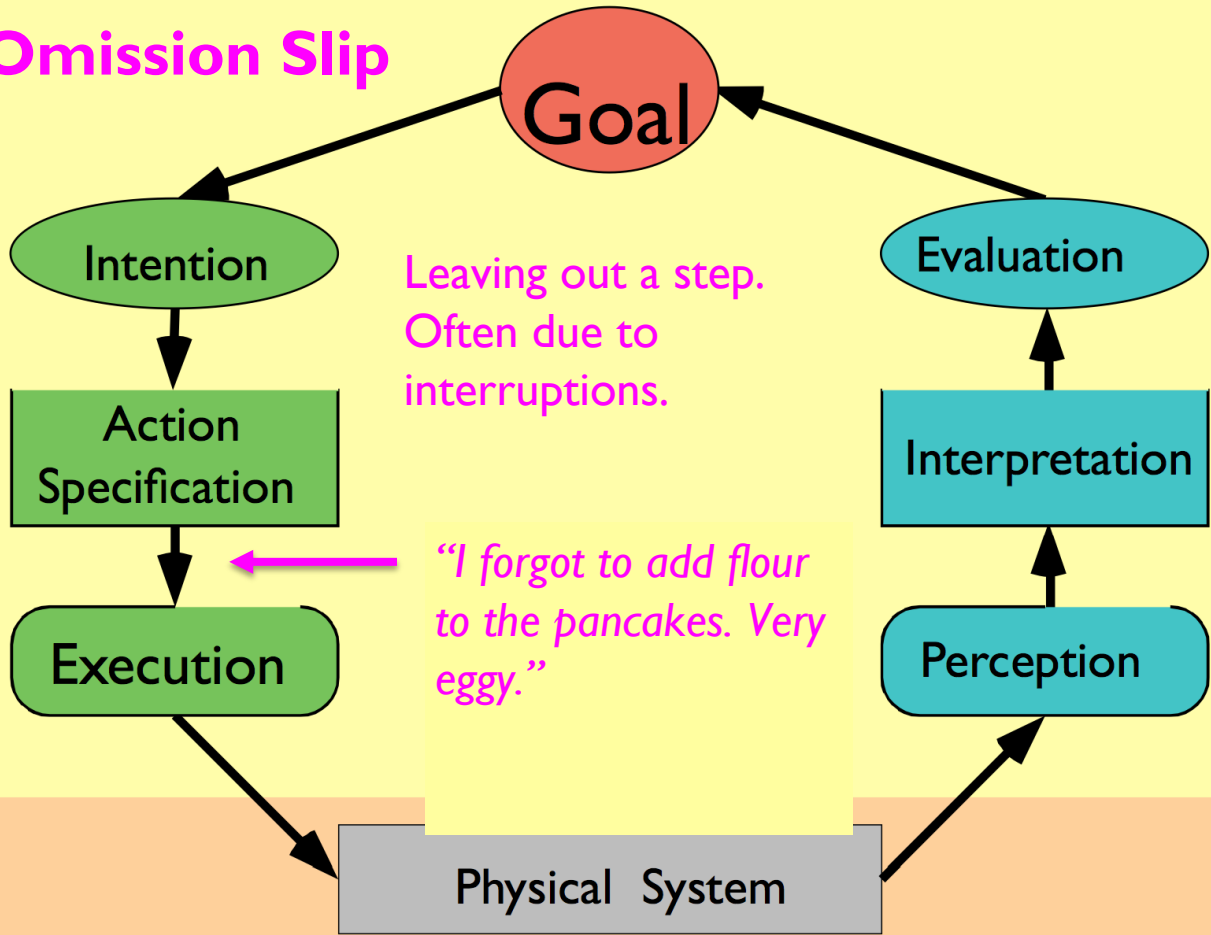 Omission Slip
Goal
Intention
Evaluation
Leaving out a step.
Often due to
interruptions.
Action
Specification
Interpretation
“I forgot to add flour
to the pancakes. Very
eggy.”
Execution
Perception
Physical System